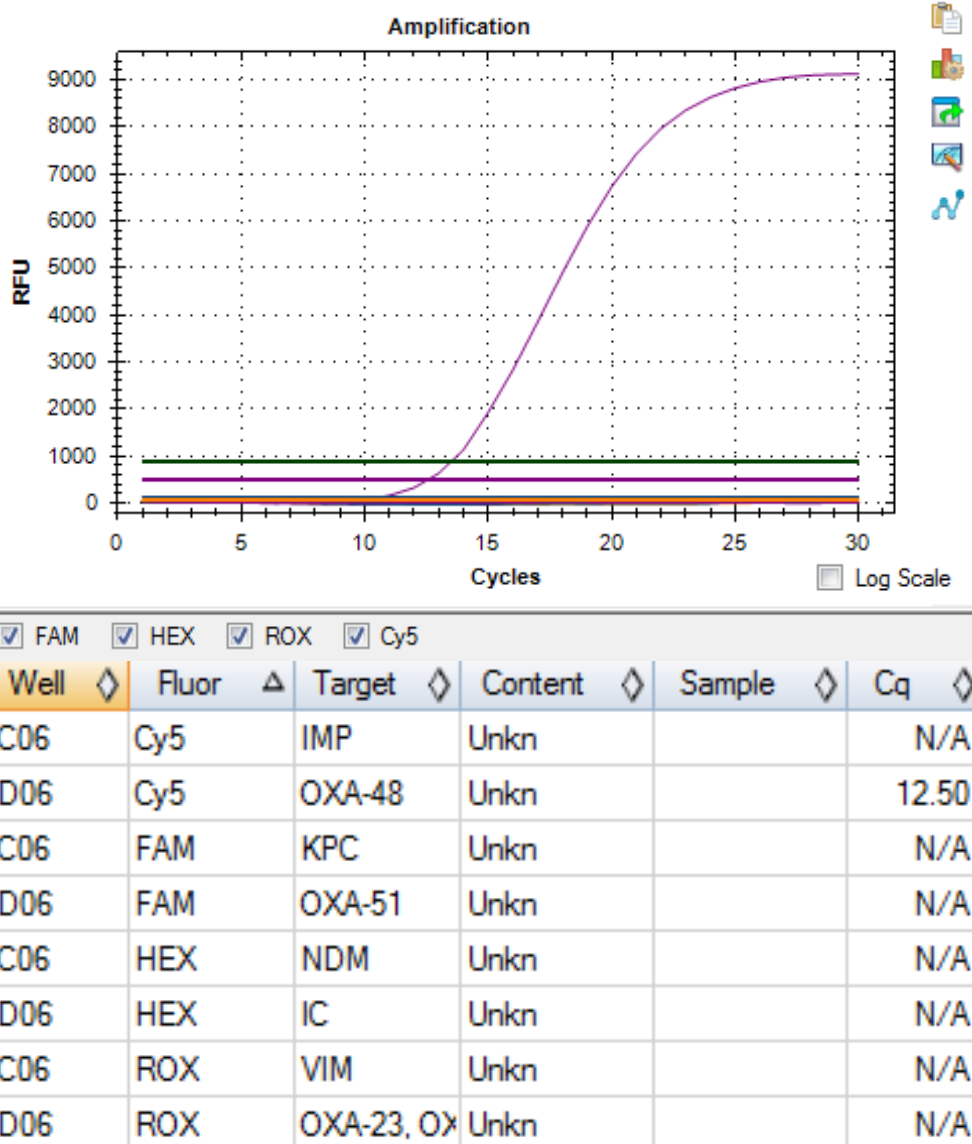 Amplification
9000
8000
7000
6000
5000
4000
3000
2000
1000
0
RFU
0 5 10 15 20 25 30
Cycles
Log Scale
FAM HEX ROX Cy5
Well Fluor Target Content Sample Cq
C06 Cy5 IMP Unkn N/A
D06 Cy5 OXA-48 Unkn 12.50
C06 FAM KPC Unkn N/A
D06 FAM OXA-51 Unkn N/A
C06 HEX NDM Unkn N/A
D06 HEX IC Unkn N/A
C06 ROX VIM Unkn N/A
D06 ROX OXA-23, OX Unkn N/A